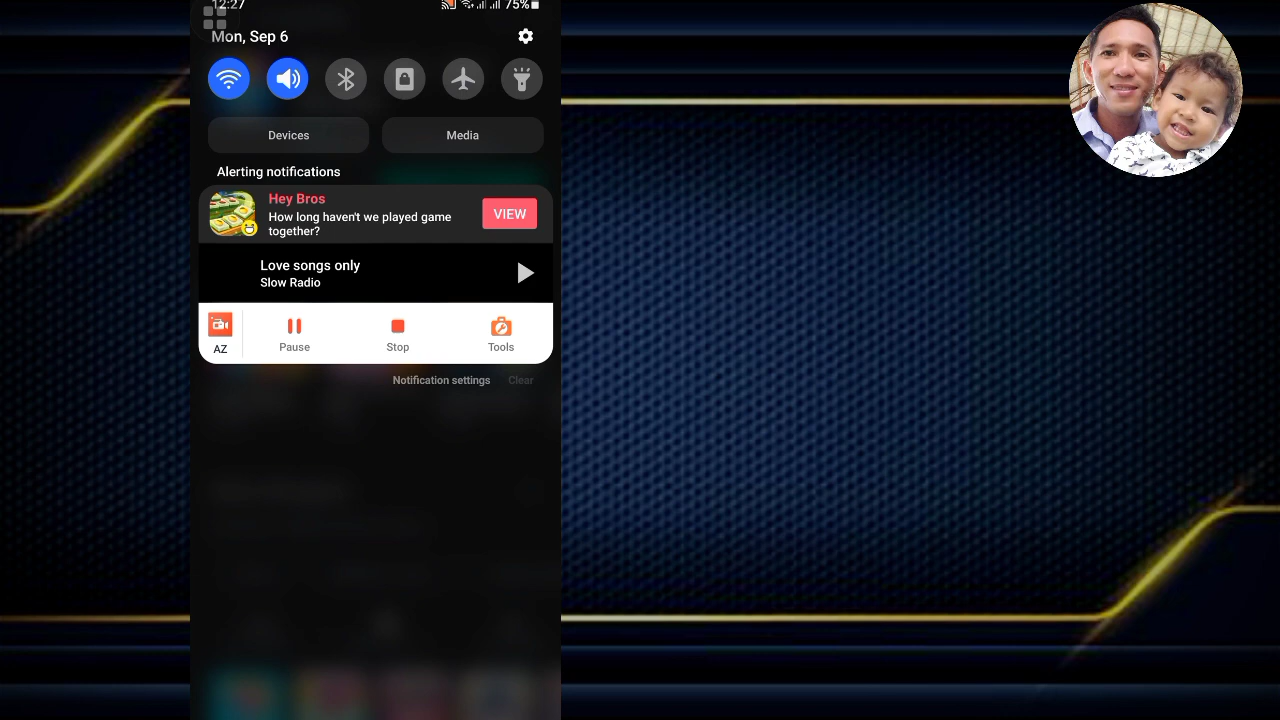 12:27
75%
Mon, Sep 6
Devices
Media
Alerting notifications
Hey Bros
How long haven't we played game
together?
VIEW
Love songs only
Slow Radio
AZ
Pause
Stop
Tools
Notification settings
Clear